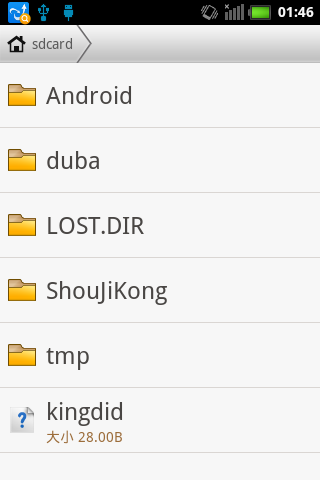 01:46
sdcard
Android
duba
LOST.DIR
ShouJiKong
tmp
kingdid
大小 28.00B